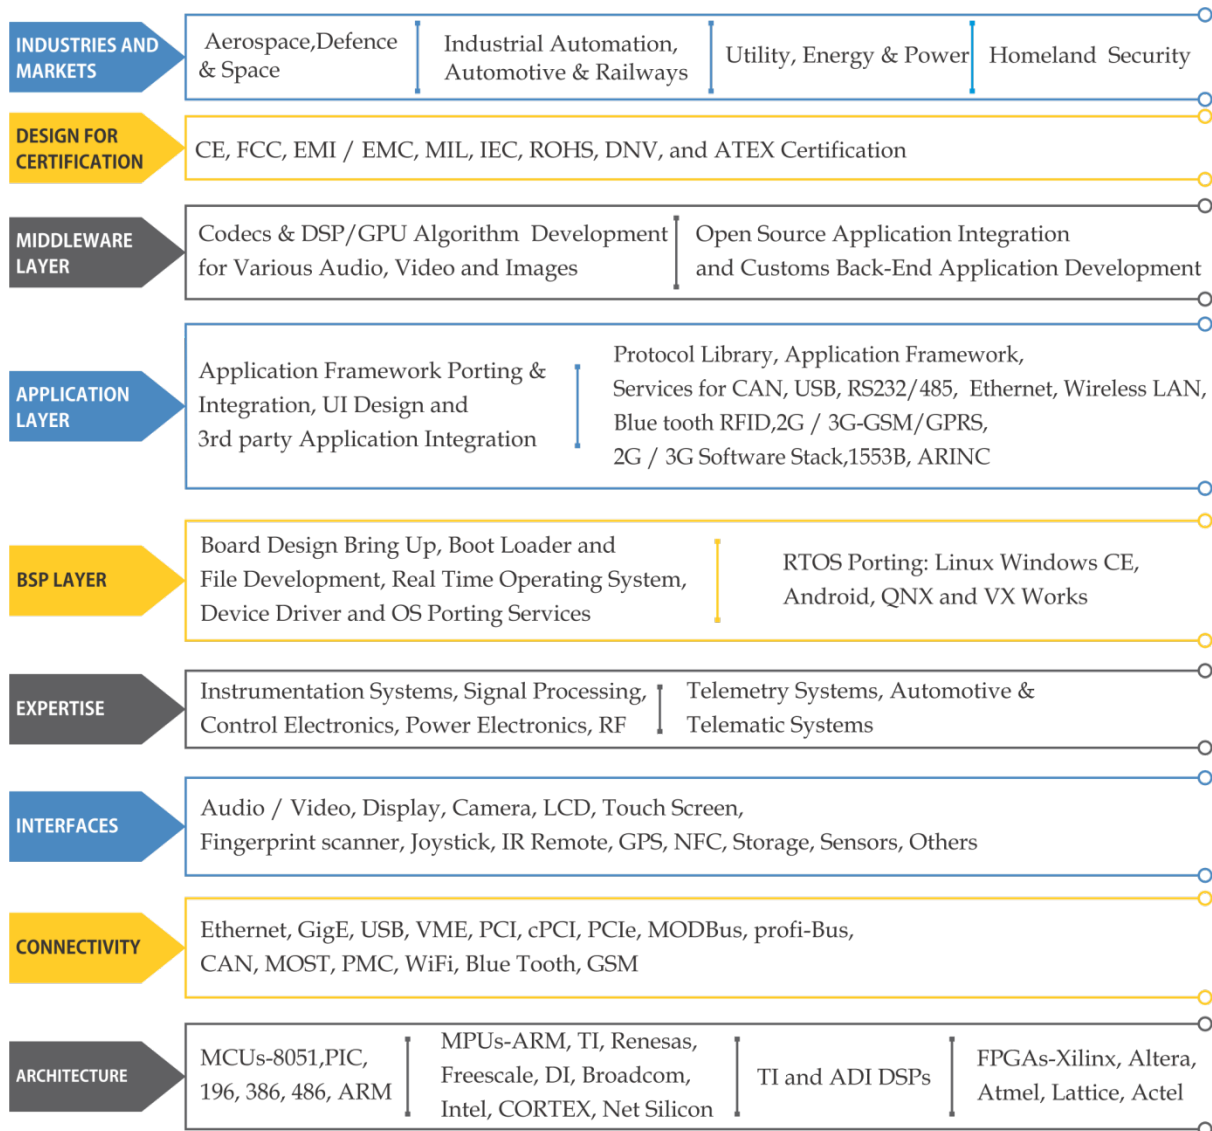 INDUSTRIES AND
MARKETS
Aerospace,Defence
& Space
Industrial Automation,
Automotive & Railways
Utility, Energy & Power
Homeland Security
DESIGN FOR
CERTIFICATION
CE, FCC, EMI / EMC, MIL, IEC, ROHS, DNV, and ATEX Certification
MIDDLEWARE
LAYER
Codecs & DSP/GPU Algorithm Development
for Various Audio, Video and Images
Open Source Application Integration
and Customs Back-End Application Development
APPLICATION
LAYER
Application Framework Porting &
Integration, UI Design and
3rd party Application Integration
Protocol Library, Application Framework,
Services for CAN, USB, RS232/485, Ethernet, Wireless LAN,
Blue tooth RFID,2G / 3G-GSM/GPRS,
2G / 3G Software Stack,1553B, ARINC
BSP LAYER
Board Design Bring Up, Boot Loader and
File Development, Real Time Operating System,
Device Driver and OS Porting Services
RTOS Porting: Linux Windows CE,
Android, QNX and VX Works
EXPERTISE
Instrumentation Systems, Signal Processing,
Control Electronics, Power Electronics, RF
Telemetry Systems, Automotive &
Telematic Systems
INTERFACES
Audio / Video, Display, Camera, LCD, Touch Screen,
Fingerprint scanner, Joystick, IR Remote, GPS, NFC, Storage, Sensors, Others
CONNECTIVITY
Ethernet, GigE, USB, VME, PCI, cPCI, PCIe, MODBus, profi-Bus,
CAN, MOST, PMC, WiFi, Blue Tooth, GSM
ARCHITECTURE
MCUs-8051,PIC,
196, 386, 486, ARM
MPUs-ARM, TI, Renesas,
Freescale, DI, Broadcom,
Intel, CORTEX, Net Silicon
TI and ADI DSPs
FPGAs-Xilinx, Altera,
Atmel, Lattice, Actel